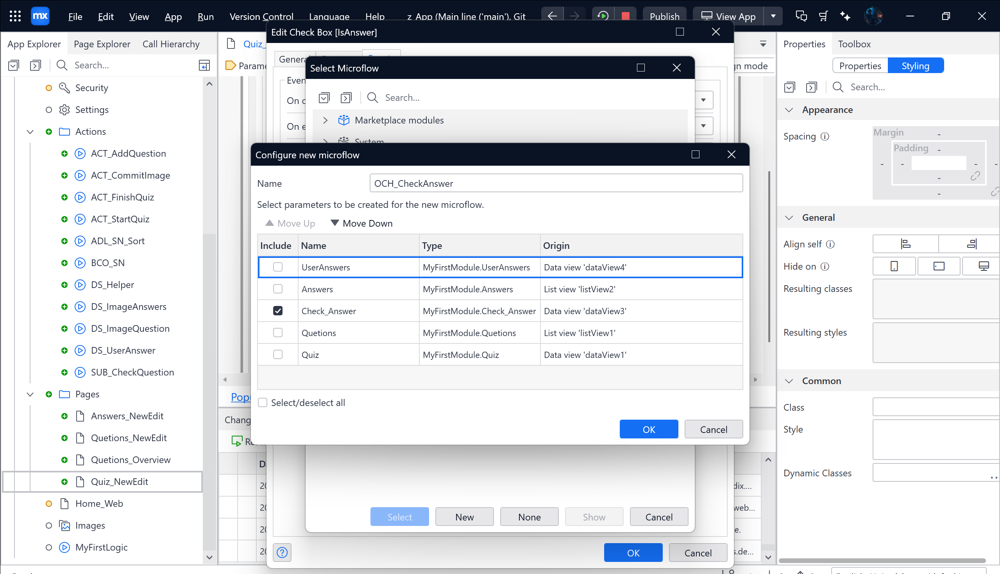 mx File Edit View App Run Version Control Language Help z App (Main line ('main'), Git Publish View App
App Explorer Page Explorer Call Hierarchy
Search...
Security
Settings
Actions
ACT_AddQuestion
ACT_CommitImage
ACT_FinishQuiz
ACT_StartQuiz
ADL_SN_Sort
BCO_SN
DS_Helper
DS_ImageAnswers
DS_ImageQuestion
DS_UserAnswer
SUB_CheckQuestion
Pages
Answers_NewEdit
Quetions_NewEdit
Quetions_Overview
Quiz_NewEdit
Home_Web
Images
MyFirstLogic
Quiz_
Parame
gn mode
Popu
Chang
Edit Check Box [IsAnswer]
General
Even
On c
On e
OK Cancel
Select Microflow
Search...
Marketplace modules
System
Select New None Show Cancel
Configure new microflow
Name OCH_CheckAnswer
Select parameters to be created for the new microflow.
Move Up Move Down
Include Name Type Origin
UserAnswers MyFirstModule.UserAnswers Data view 'dataView4'
Answers MyFirstModule.Answers List view 'listView2'
Check_Answer MyFirstModule.Check_Answer Data view 'dataView3'
Quetions MyFirstModule.Quetions List view 'listView1'
Quiz MyFirstModule.Quiz Data view 'dataView1'
Select/deselect all
OK Cancel
20 dix....
20 web...
20 e.
20 s.de...
Properties Toolbox
Properties Styling
Search...
Appearance
Spacing Margin -
Padding -
- - - -
-
-
General
Align self
Hide on
Resulting classes
Resulting styles
Common
Class
Style
Dynamic Classes